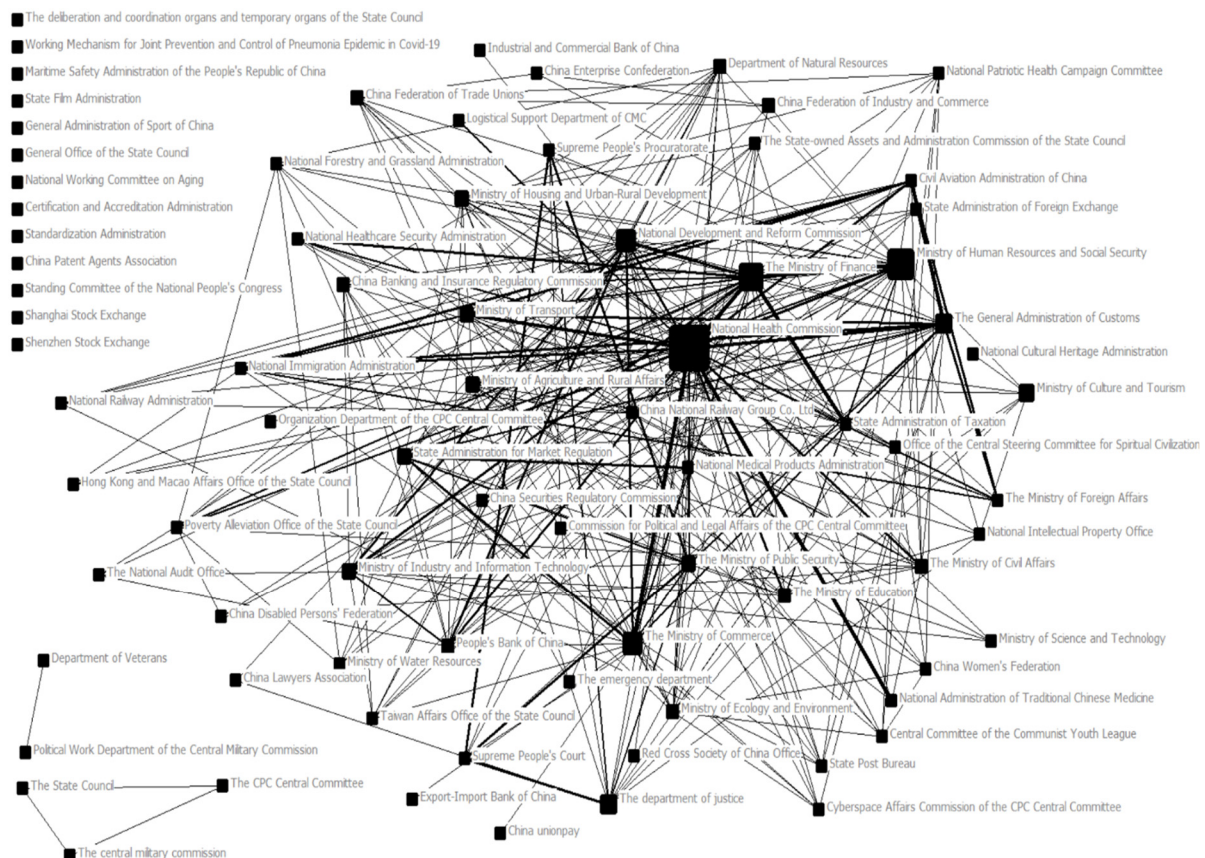 The deliberation and coordination organs and temporary organs of the State Council
Working Mechanism for Joint Prevention and Control of Pneumonia Epidemic in Covid-19
Maritime Safety Administration of the People's Republic of China
State Film Administration
General Administration of Sport of China
General Office of the State Council
National Working Committee on Aging
Certification and Accreditation Administration
Standardization Administration
China Patent Agents Association
Standing Committee of the National People's Congress
Shanghai Stock Exchange
Shenzhen Stock Exchange
Industrial and Commercial Bank of China
China Enterprise Confederation
Department of Natural Resources
National Patriotic Health Campaign Committee
China Federation of Trade Unions
China Federation of Industry and Commerce
Logistical Support Department of CMC
Supreme People's Procuratorate
The State-owned Assets and Administration Commission of the State Council
National Forestry and Grassland Administration
Civil Aviation Administration of China
Ministry of Housing and Urban-Rural Development
State Administration of Foreign Exchange
National Healthcare Security Administration
National Development and Reform Commission
Ministry of Human Resources and Social Security
China Banking and Insurance Regulatory Commission
The Ministry of Finance
Ministry of Transport
National Health Commission
The General Administration of Customs
National Cultural Heritage Administration
National Immigration Administration
Ministry of Agriculture and Rural Affairs
Ministry of Culture and Tourism
National Railway Administration
China National Railway Group Co. Ltd
Organization Department of the CPC Central Committee
State Administration of Taxation
Office of the Central Steering Committee for Spiritual Civilization
State Administration for Market Regulation
National Medical Products Administration
Hong Kong and Macao Affairs Office of the State Council
China Securities Regulatory Commission
The Ministry of Foreign Affairs
Poverty Alleviation Office of the State Council
Commission for Political and Legal Affairs of the CPC Central Committee
National Intellectual Property Office
The National Audit Office
Ministry of Industry and Information Technology
The Ministry of Public Security
The Ministry of Civil Affairs
The Ministry of Education
China Disabled Persons' Federation
People's Bank of China
The Ministry of Commerce
Ministry of Science and Technology
Department of Veterans
Ministry of Water Resources
China Women's Federation
China Lawyers Association
The emergency department
National Administration of Traditional Chinese Medicine
Taiwan Affairs Office of the State Council
Ministry of Ecology and Environment
Central Committee of the Communist Youth League
Political Work Department of the Central Military Commission
Supreme People's Court
Red Cross Society of China Office
State Post Bureau
The State Council
The CPC Central Committee
Export-Import Bank of China
The department of justice
Cyberspace Affairs Commission of the CPC Central Committee
China unionpay
The central military commission